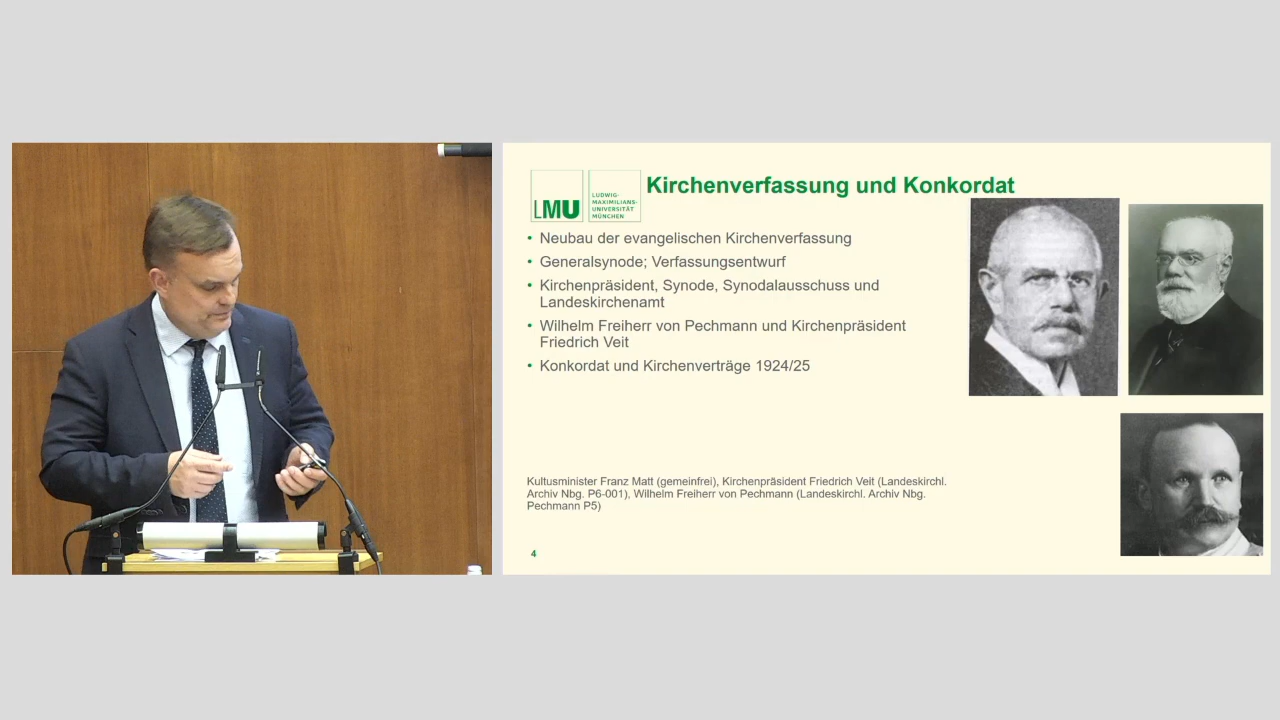 LMU
LUDWIG-
MAXIMILIANS-
UNIVERSITÄT
MÜNCHEN
Kirchenverfassung und Konkordat
• Neubau der evangelischen Kirchenverfassung
• Generalsynode; Verfassungsentwurf
• Kirchenpräsident, Synode, Synodalausschuss und
Landeskirchenamt
• Wilhelm Freiherr von Pechmann und Kirchenpräsident
Friedrich Veit
• Konkordat und Kirchenverträge 1924/25
Kultusminister Franz Matt (gemeinfrei), Kirchenpräsident Friedrich Veit (Landeskirchl.
Archiv Nbg. P6-001), Wilhelm Freiherr von Pechmann (Landeskirchl. Archiv Nbg.
Pechmann P5)
4